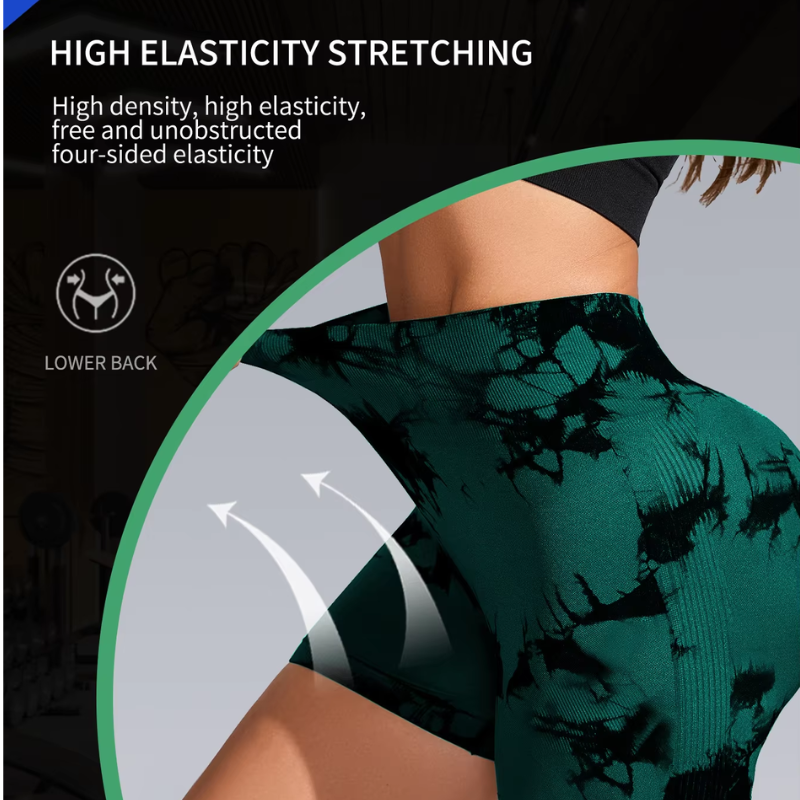 HIGH ELASTICITY STRETCHING
High density, high elasticity,
free and unobstructed
four-sided elasticity
LOWER BACK